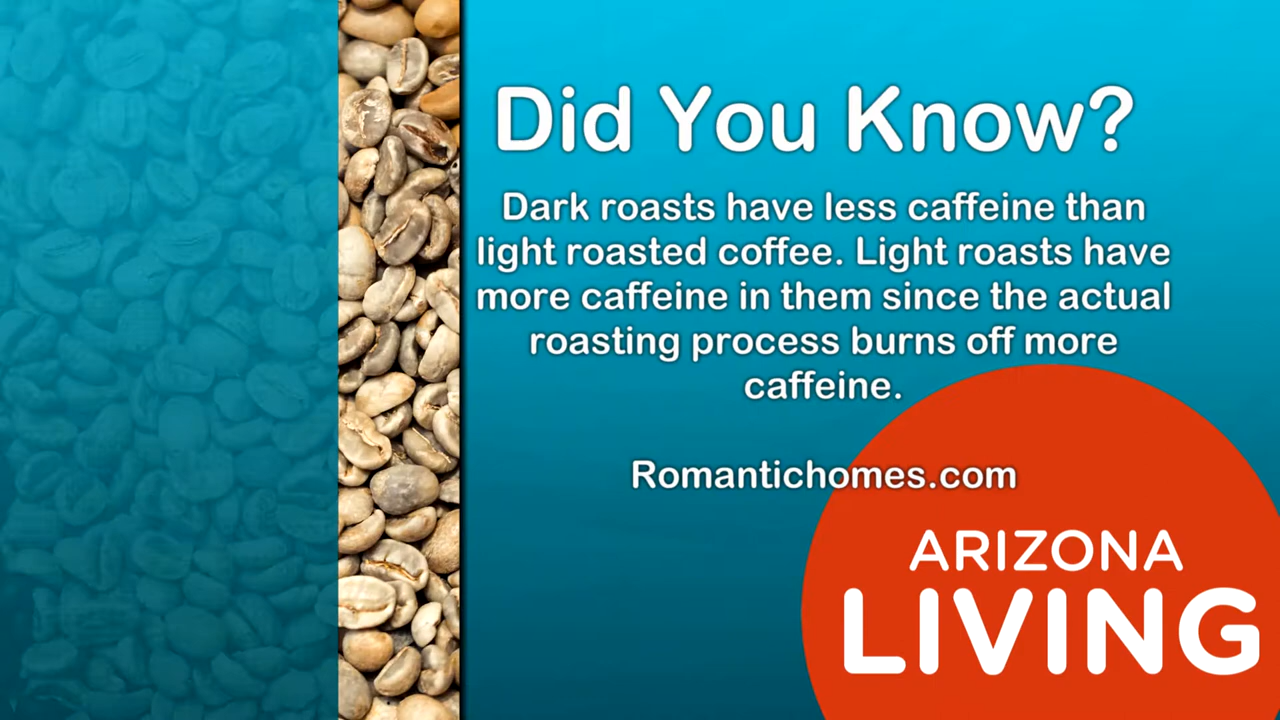 Did You Know?
Dark roasts have less caffeine than
light roasted coffee. Light roasts have
more caffeine in them since the actual
roasting process burns off more
caffeine.
Romantichomes.com
ARIZONA
LIVING